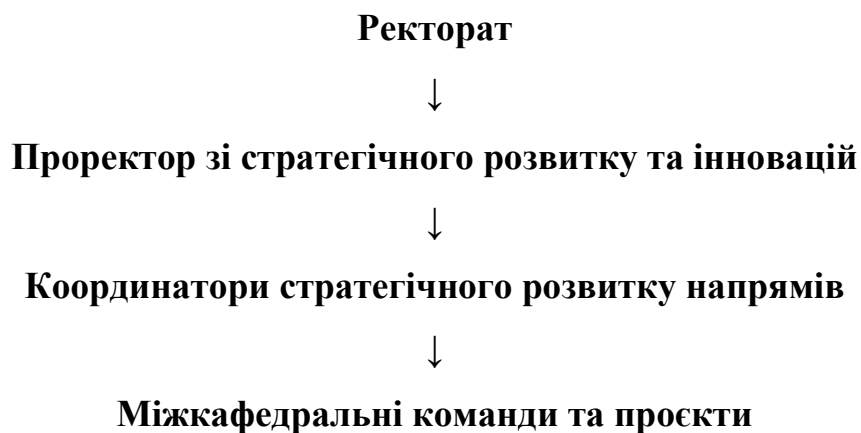 Ректорат
↓
Проректор зі стратегічного розвитку та інновацій
↓
Координатори стратегічного розвитку напрямів
↓
Міжкафедральні команди та проєкти